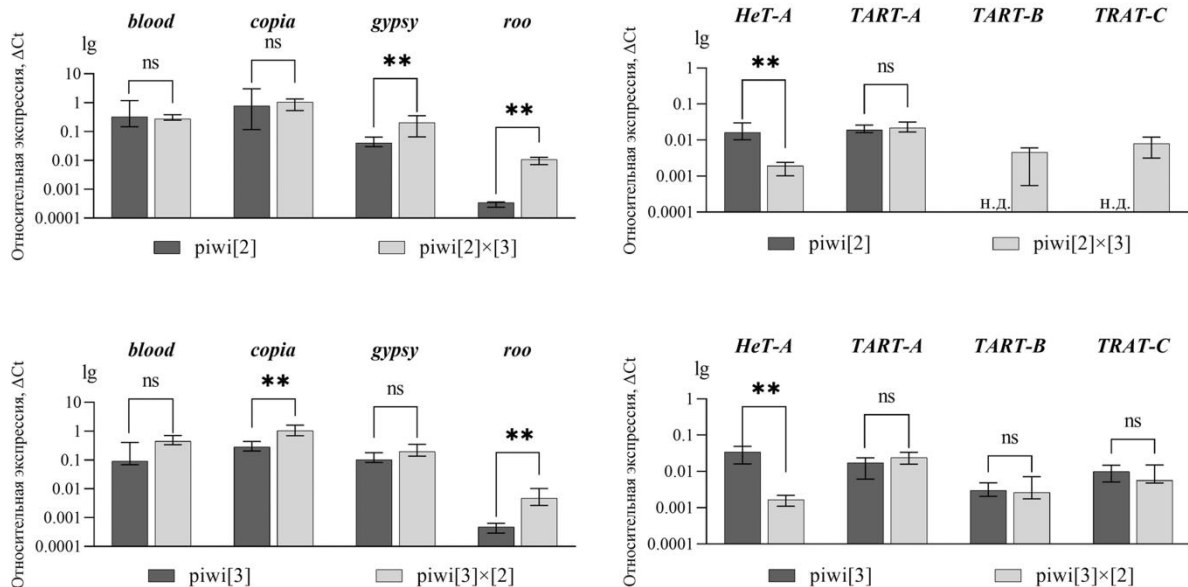 blood copia gypsy roo
lg
Относительная экспрессия, ΔCt
10
1
0.1
0.01
0.001
0.0001
ns ns ** **
piwi[2] piwi[2]×[3]
HeT-A TART-A TART-B TRAT-C
lg
Относительная экспрессия, ΔCt
1
0.1
0.01
0.001
0.0001
** ns
н.д. н.д.
piwi[2] piwi[2]×[3]
blood copia gypsy roo
lg
Относительная экспрессия, ΔCt
10
1
0.1
0.01
0.001
0.0001
ns ** ns **
piwi[3] piwi[3]×[2]
HeT-A TART-A TART-B TRAT-C
lg
Относительная экспрессия, ΔCt
1
0.1
0.01
0.001
0.0001
** ns ns ns
piwi[3] piwi[3]×[2]